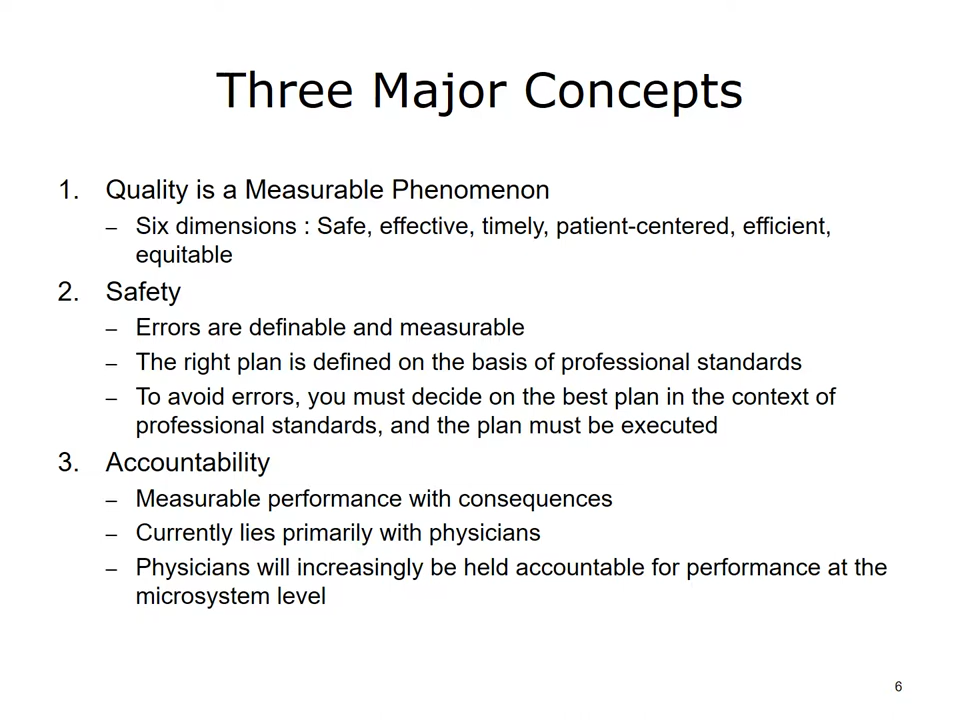 Three Major Concepts
1. Quality is a Measurable Phenomenon
– Six dimensions : Safe, effective, timely, patient-centered, efficient,
equitable
2. Safety
– Errors are definable and measurable
– The right plan is defined on the basis of professional standards
– To avoid errors, you must decide on the best plan in the context of
professional standards, and the plan must be executed
3. Accountability
– Measurable performance with consequences
– Currently lies primarily with physicians
– Physicians will increasingly be held accountable for performance at the
microsystem level
6